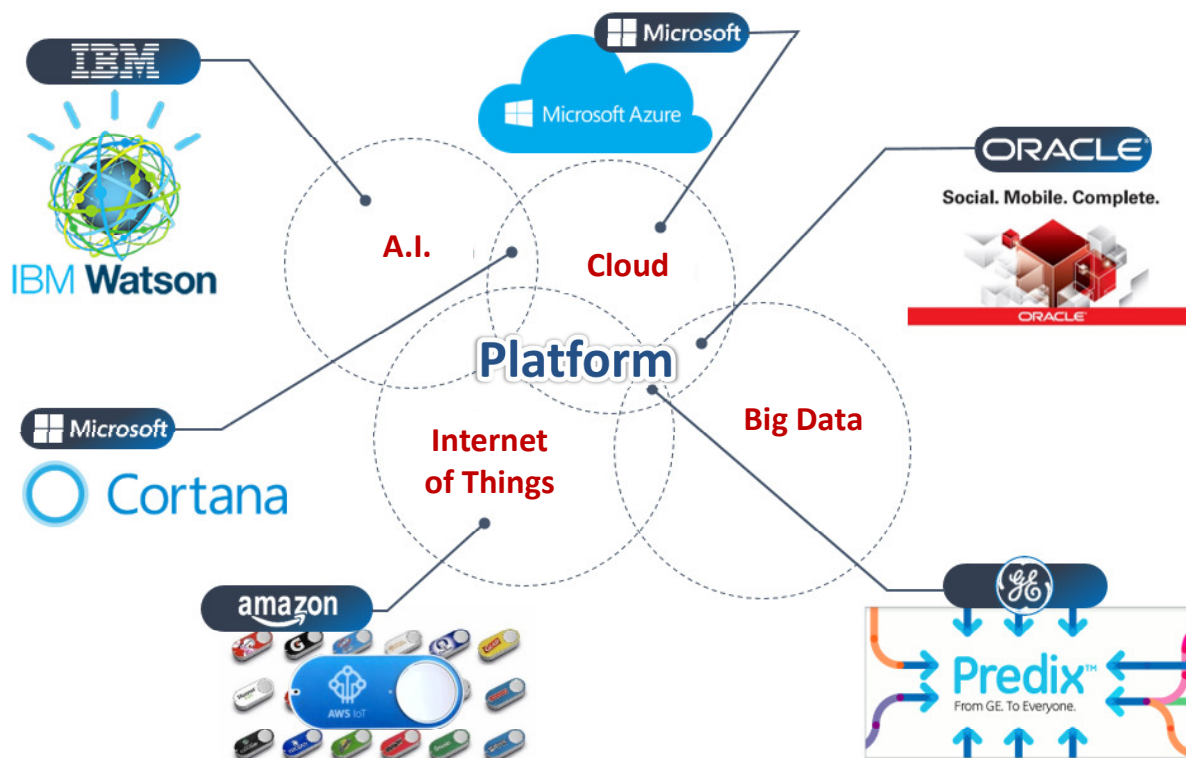 IBM
Microsoft
Microsoft Azure
ORACLE
Social. Mobile. Complete.
ORACLE
IBM Watson
A.I.
Cloud
Platform
Big Data
Internet
of Things
Microsoft
Cortana
amazon
AWS IoT
GE
Predix™
From GE. To Everyone.